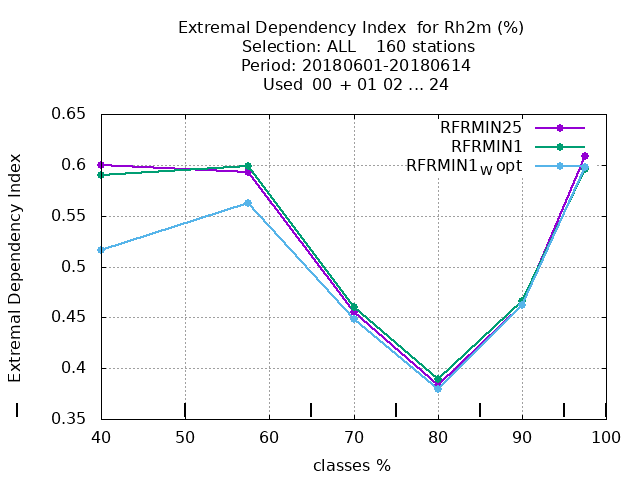 Extremal Dependency Index  for Rh2m (%)
Selection: ALL    160 stations
Period: 20180601-20180614
Used  00  + 01 02 ... 24
Extremal Dependency Index
0.65
0.6
0.55
0.5
0.45
0.4
0.35
RFRMIN25
RFRMIN1
RFRMIN1W opt
40
50
60
70
80
90
100
classes %